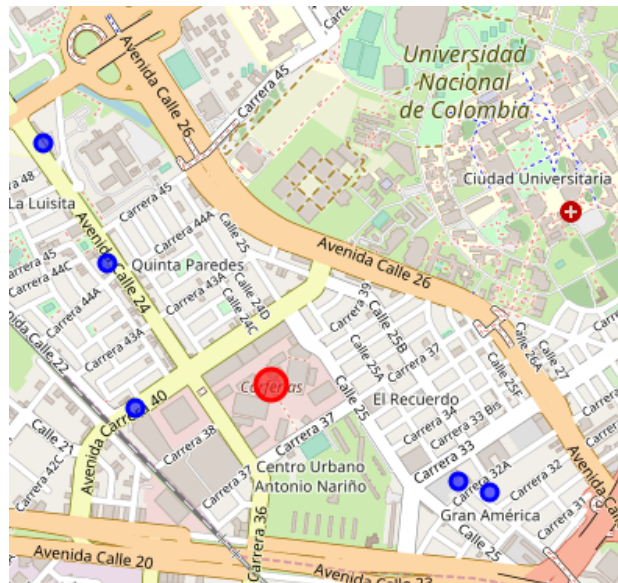 Universidad
Nacional
de Colombia
Avenida Calle 26
Carrera 45
Ciudad Universitaria
Carrera 48
La Luisita
Carrera 45
Carrera 44A
Calle 25
Avenida Calle 26
Carrera 45
Carrera 44C
Quinta Paredes
Avenida Calle 24
Carrera 44A
Carrera 43A
Calle 24D
Calle 24C
Carrera 43A
Avenida Calle 22
Calle 25B
Calle 25A
Carrera 37
Calle 26A
Calle 27
Calle 25F
Corferias
El Recuerdo
Calle 25
Avenida Carrera 40
Carrera 34
Carrera 33 Bis
Carrera 33
Calle 21
Carrera 38
Carrera 37
Carrera 42C
Carrera 37
Centro Urbano
Antonio Nariño
Carrera 32A
Carrera 32
Carrera 31
Gran América
Carrera 36
Calle 25
Avenida Calle 20